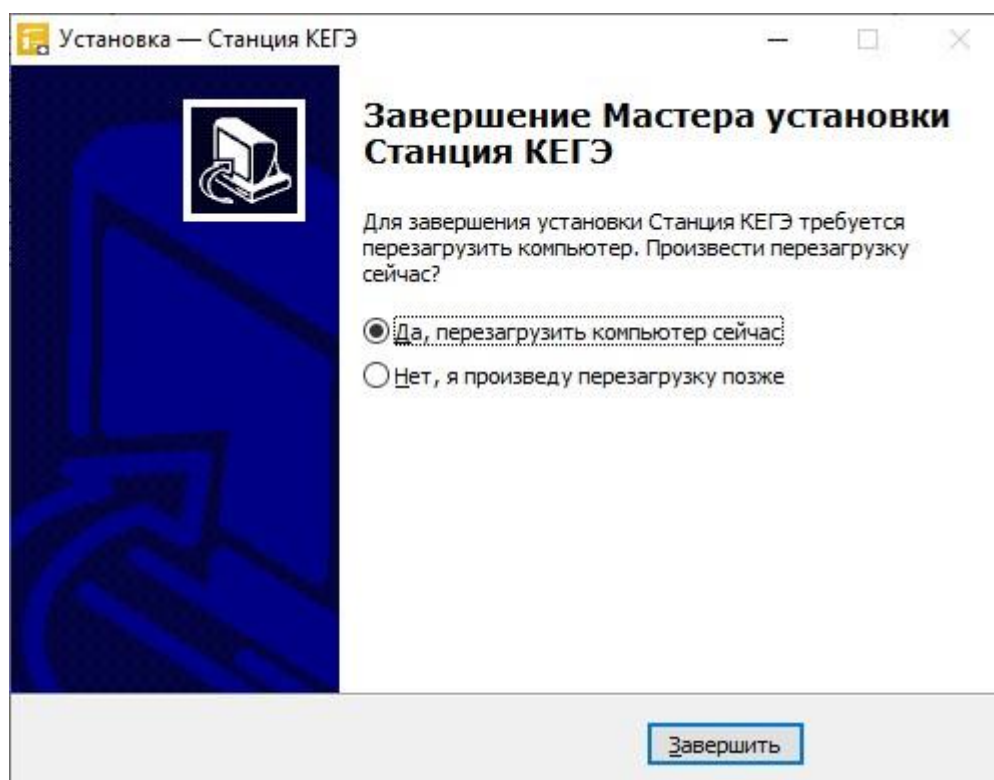 Установка — Станция КЕГЭ
Завершение Мастера установки
Станция КЕГЭ
Для завершения установки Станция КЕГЭ требуется
перезагрузить компьютер. Произвести перезагрузку
сейчас?
Да, перезагрузить компьютер сейчас
Нет, я произведу перезагрузку позже
Завершить